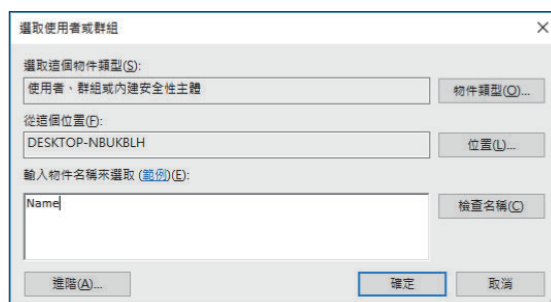 選取使用者或群組
選取這個物件類型(S):
使用者、群組或內建安全性主體
物件類型(O)...
從這個位置(F):
DESKTOP-NBUKBLH
位置(L)...
輸入物件名稱來選取 (範例)(E):
Name
檢查名稱(C)
進階(A)...
確定
取消